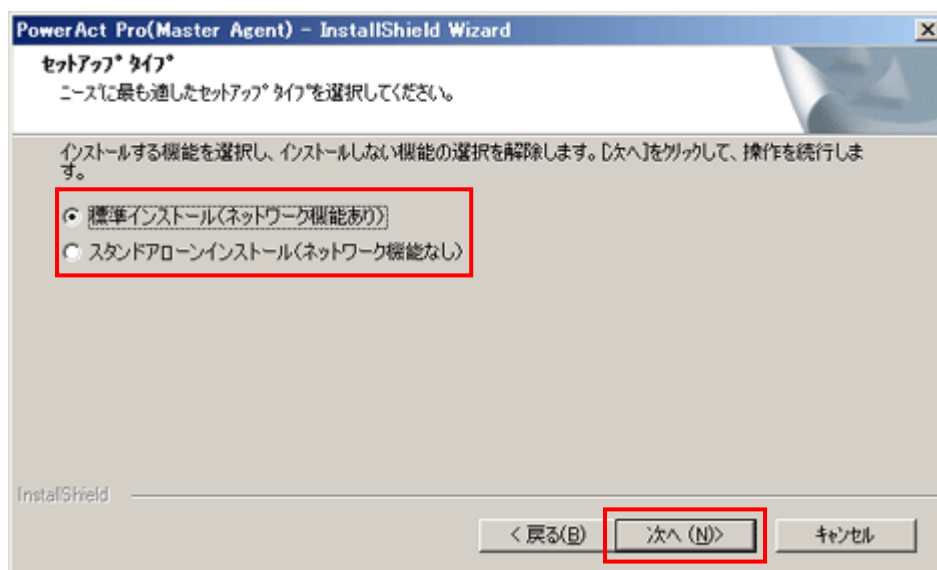 PowerAct Pro(Master Agent) - InstallShield Wizard
セットアップ タイプ
ニーズに最も適したセットアップ タイプを選択してください。
インストールする機能を選択し、インストールしない機能の選択を解除します。[次へ]をクリックして、操作を続行しま
す。
標準インストール(ネットワーク機能あり)
スタンドアローンインストール(ネットワーク機能なし)
InstallShield
< 戻る(B)
次へ (N)>
キャンセル